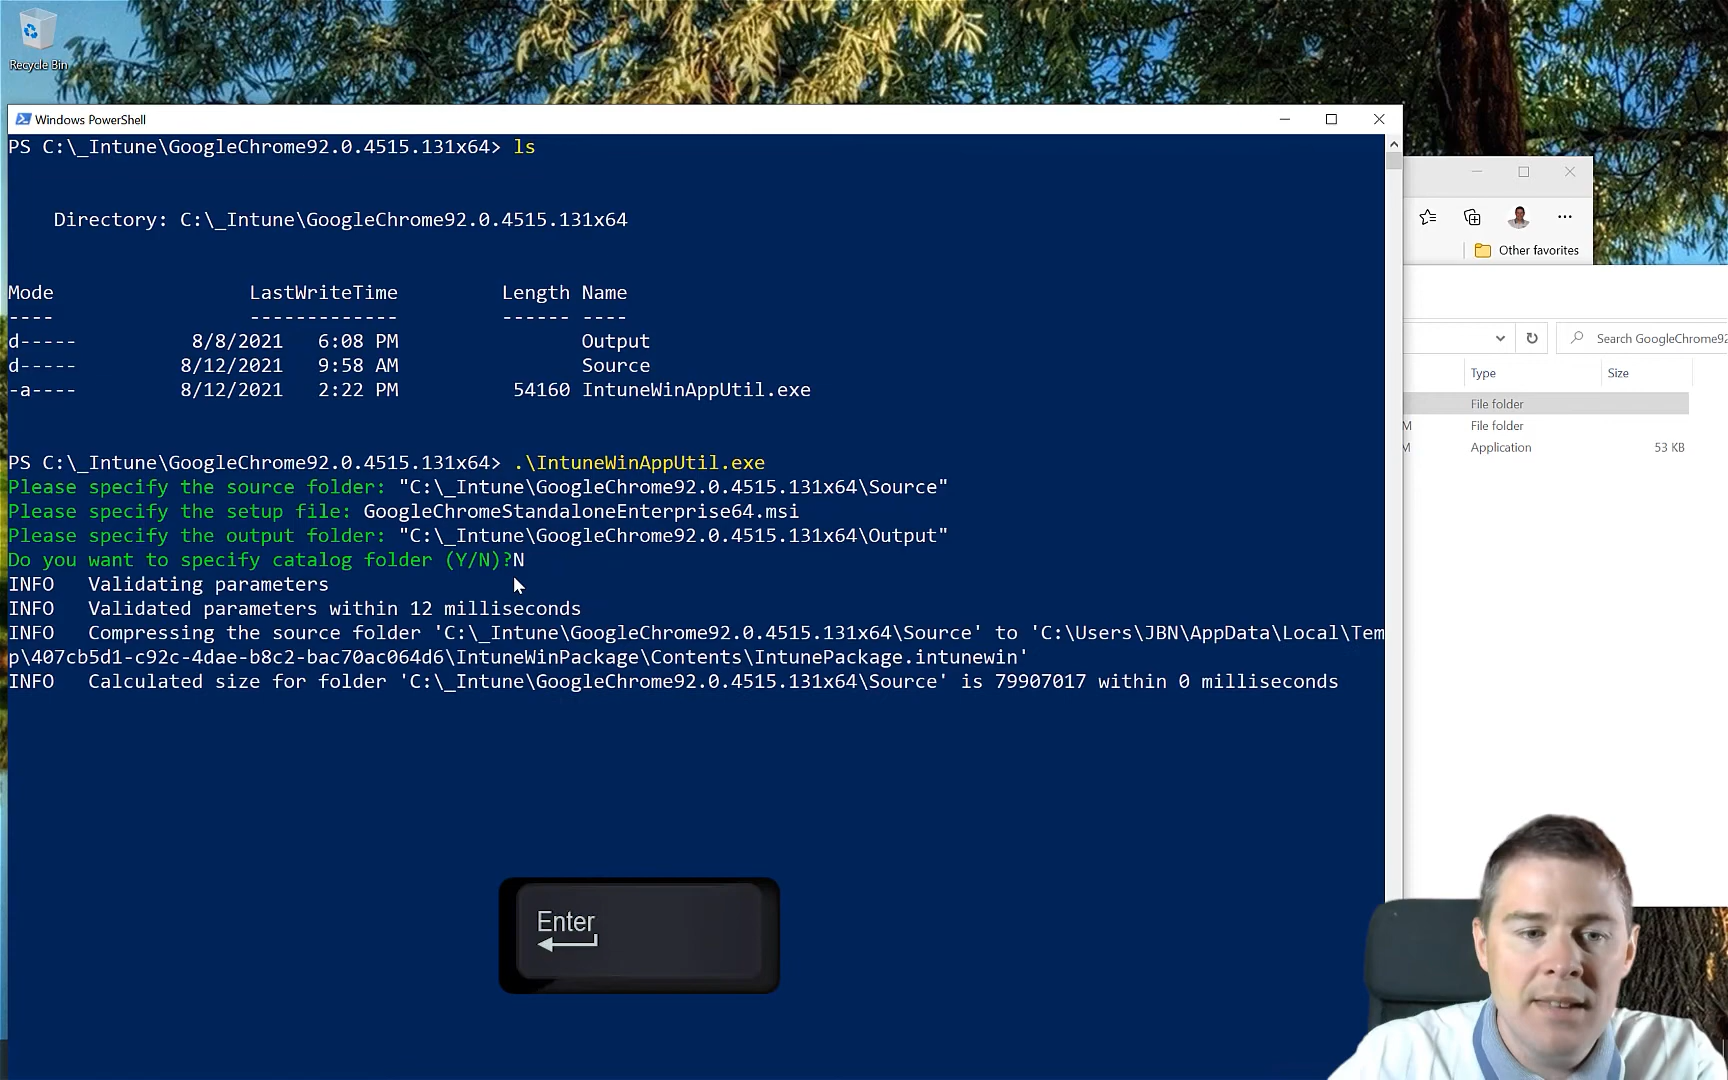 Recycle Bin
Windows PowerShell
PS C:\_Intune\GoogleChrome92.0.4515.131x64> ls
Directory: C:\_Intune\GoogleChrome92.0.4515.131x64
Mode LastWriteTime Length Name
---- ------------- ------ ----
d----- 8/8/2021 6:08 PM Output
d----- 8/12/2021 9:58 AM Source
-a---- 8/12/2021 2:22 PM 54160 IntuneWinAppUtil.exe
PS C:\_Intune\GoogleChrome92.0.4515.131x64> .\IntuneWinAppUtil.exe
Please specify the source folder: "C:\_Intune\GoogleChrome92.0.4515.131x64\Source"
Please specify the setup file: GoogleChromeStandaloneEnterprise64.msi
Please specify the output folder: "C:\_Intune\GoogleChrome92.0.4515.131x64\Output"
Do you want to specify catalog folder (Y/N)?N
INFO Validating parameters
INFO Validated parameters within 12 milliseconds
INFO Compressing the source folder 'C:\_Intune\GoogleChrome92.0.4515.131x64\Source' to 'C:\Users\JBN\AppData\Local\Tem
p\407cb5d1-c92c-4dae-b8c2-bac70ac064d6\IntuneWinPackage\Contents\IntunePackage.intunewin'
INFO Calculated size for folder 'C:\_Intune\GoogleChrome92.0.4515.131x64\Source' is 79907017 within 0 milliseconds
Other favorites
Search GoogleChrome92
Type Size
File folder
M File folder
M Application 53 KB
Enter